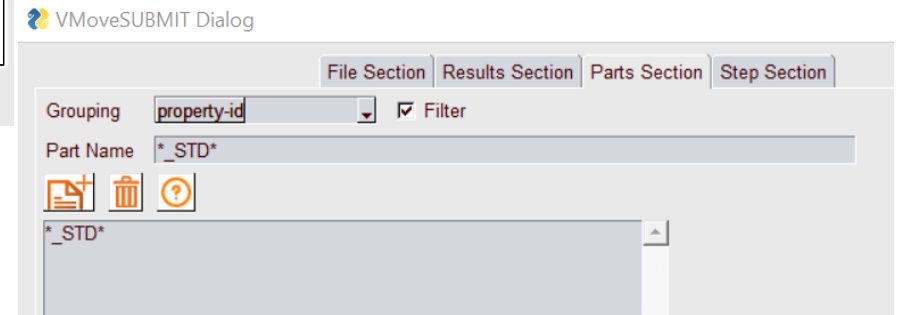 VMoveSUBMIT Dialog
File Section Results Section Parts Section Step Section
Grouping property-id Filter
Part Name *_STD*
?
*_STD*